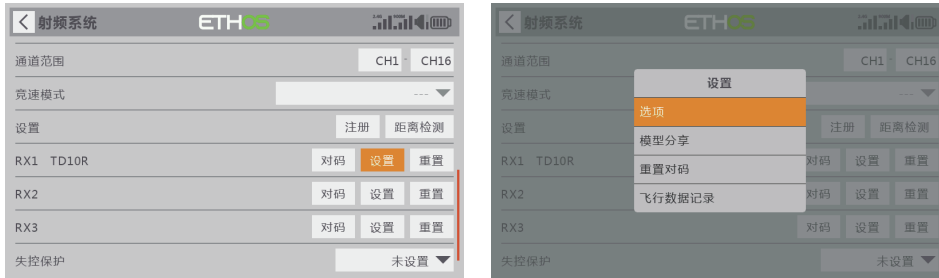 射频系统 ETHOS
通道范围 CH1 - CH16
竞速模式 ---
设置 注册 距离检测
RX1 TD10R 对码 设置 重置
RX2 对码 设置 重置
RX3 对码 设置 重置
失控保护 未设置
射频系统 ETHOS
通道范围 CH1 - CH16
竞速模式 ---
设置 注册 距离检测
RX1 TD10R 对码 设置 重置
RX2 对码 设置 重置
RX3 对码 设置 重置
失控保护 未设置
设置
选项
模型分享
重置对码
飞行数据记录